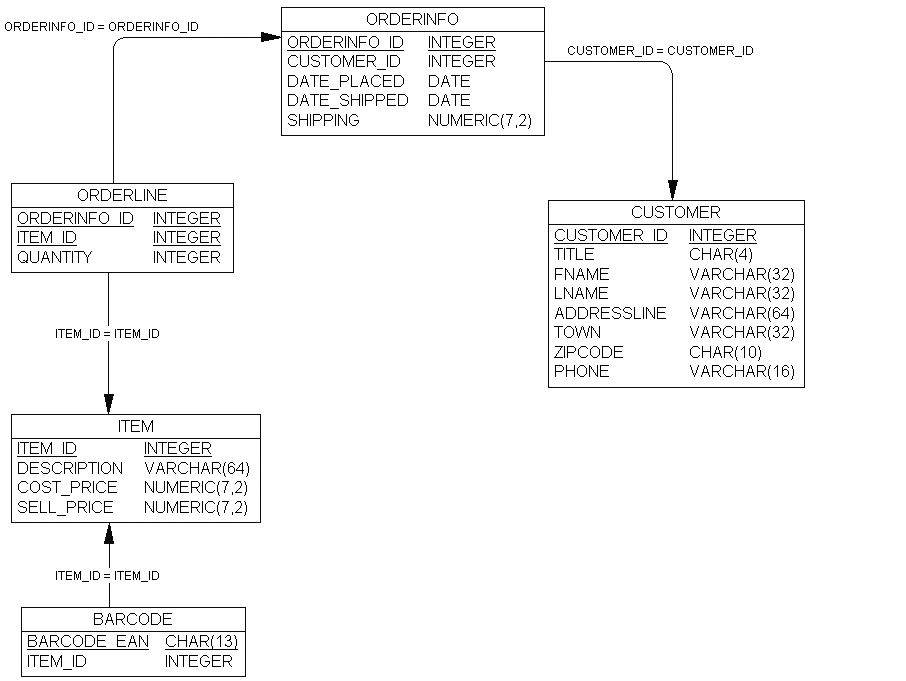 ORDERINFO_ID = ORDERINFO_ID
ORDERINFO
ORDERINFO_ID INTEGER
CUSTOMER_ID INTEGER
DATE_PLACED DATE
DATE_SHIPPED DATE
SHIPPING NUMERIC(7,2)
CUSTOMER_ID = CUSTOMER_ID
ORDERLINE
ORDERINFO_ID INTEGER
ITEM_ID INTEGER
QUANTITY INTEGER
CUSTOMER
CUSTOMER_ID INTEGER
TITLE CHAR(4)
FNAME VARCHAR(32)
LNAME VARCHAR(32)
ADDRESSLINE VARCHAR(64)
TOWN VARCHAR(32)
ZIPCODE CHAR(10)
PHONE VARCHAR(16)
ITEM_ID = ITEM_ID
ITEM
ITEM_ID INTEGER
DESCRIPTION VARCHAR(64)
COST_PRICE NUMERIC(7,2)
SELL_PRICE NUMERIC(7,2)
ITEM_ID = ITEM_ID
BARCODE
BARCODE_EAN CHAR(13)
ITEM_ID INTEGER